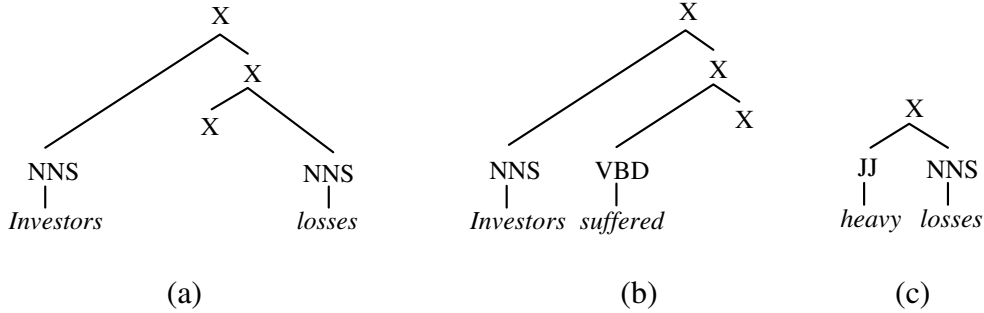 X
X
X
NNS
NNS
Investors
losses
(a)
X
X
X
NNS
VBD
Investors
suffered
(b)
X
JJ
NNS
heavy
losses
(c)